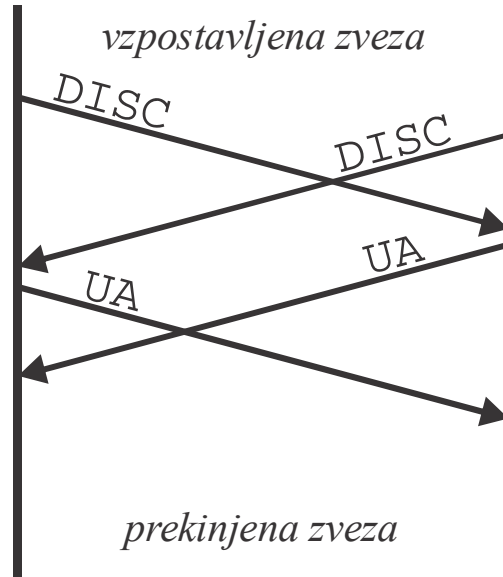 vzpostavljena zveza
DISC
DISC
UA
UA
prekinjena zveza